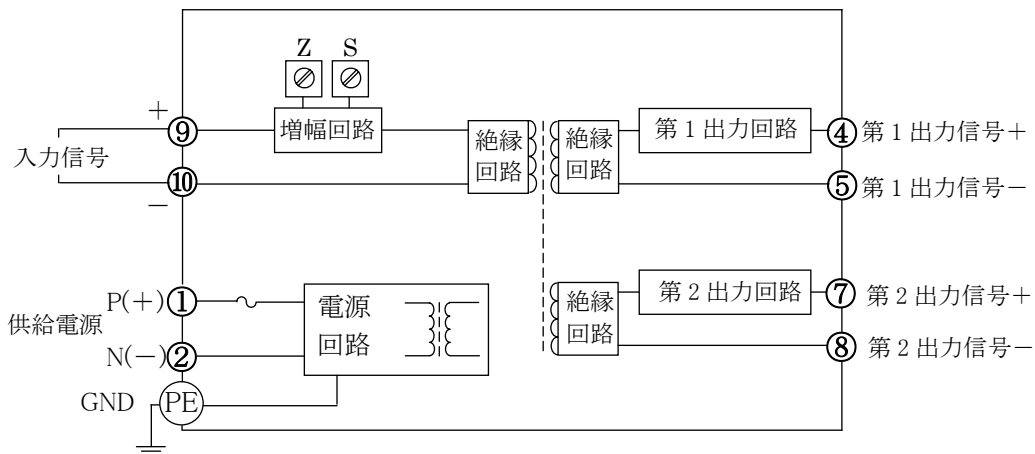 Z S
+
⑨
増幅回路
絶縁
回路
絶縁
回路
第1出力回路
④ 第1出力信号+
入力信号
⑩
−
⑤ 第1出力信号−
P(+) ①
供給電源
N(−) ②
GND PE
電源
回路
絶縁
回路
第2出力回路
⑦ 第2出力信号+
⑧ 第2出力信号−